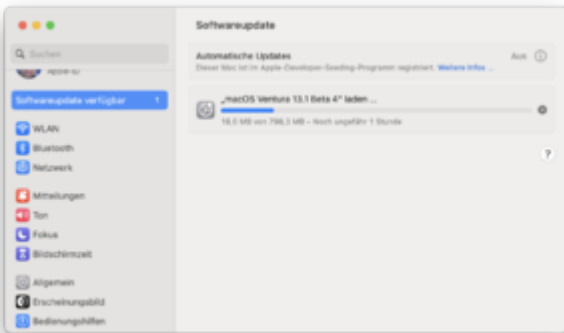 Softwareupdate
Suchen
Apple-ID
Softwareupdate verfügbar 1
WLAN
Bluetooth
Netzwerk
Mitteilungen
Ton
Fokus
Bildschirmzeit
Allgemein
Erscheinungsbild
Bedienungshilfen
Automatische Updates Aus
Dieser Mac ist im Apple-Developer-Seeding-Programm registriert. Weitere Infos ...
„macOS Ventura 13.1 Beta 4“ laden ...
16,0 MB von 798,3 MB – Noch ungefähr 1 Stunde
?